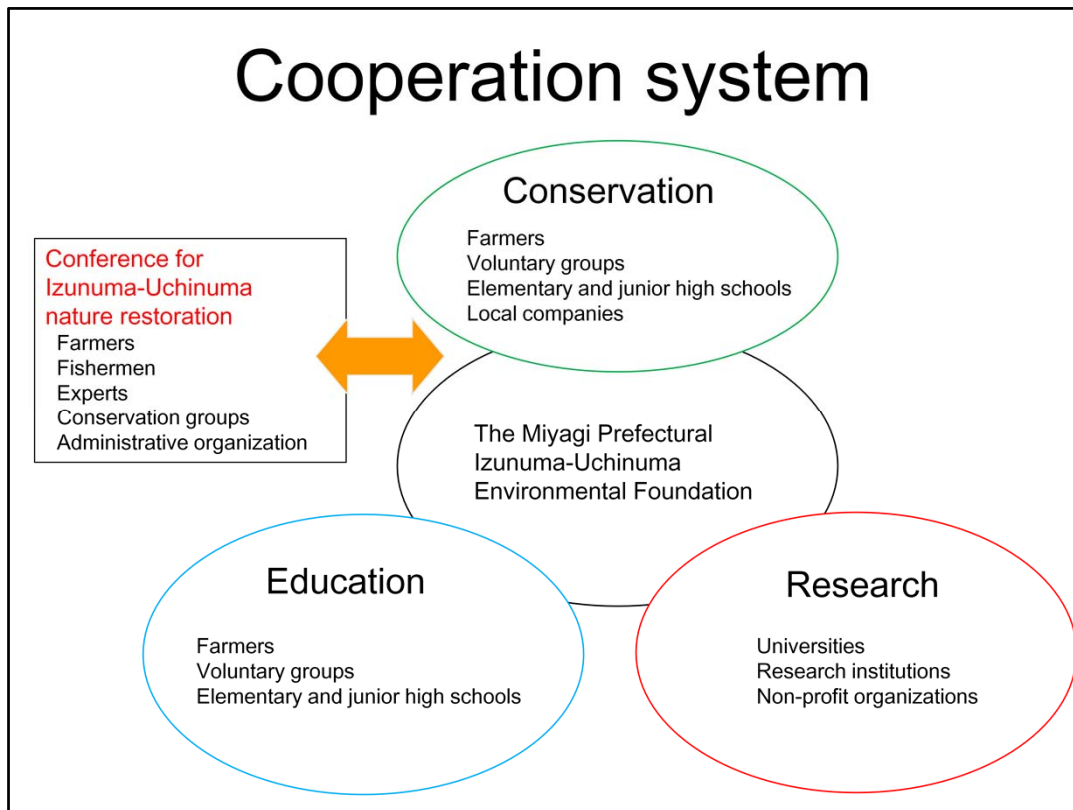 Cooperation system
Conservation
Farmers
Voluntary groups
Elementary and junior high schools
Local companies
Conference for
Izunuma-Uchinuma
nature restoration
Farmers
Fishermen
Experts
Conservation groups
Administrative organization
The Miyagi Prefectural
Izunuma-Uchinuma
Environmental Foundation
Education
Farmers
Voluntary groups
Elementary and junior high schools
Research
Universities
Research institutions
Non-profit organizations